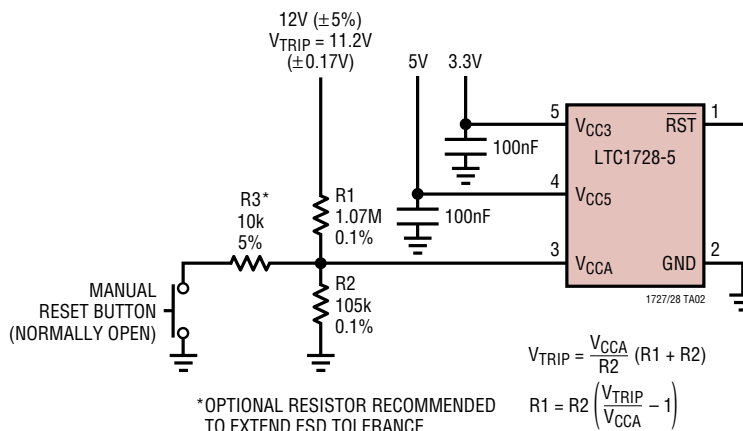 12V (±5%)
VTRIP = 11.2V
(±0.17V)
5V
3.3V
5
VCC3
RST
1
100nF
LTC1728-5
4
VCC5
100nF
R3*
10k
5%
R1
1.07M
0.1%
3
VCCA
GND
2
R2
105k
0.1%
MANUAL
RESET BUTTON
(NORMALLY OPEN)
1727/28 TA02
VTRIP = VCCA/R2 (R1 + R2)
*OPTIONAL RESISTOR RECOMMENDED
TO EXTEND ESD TOLERANCE
R1 = R2 (VTRIP/VCCA – 1)